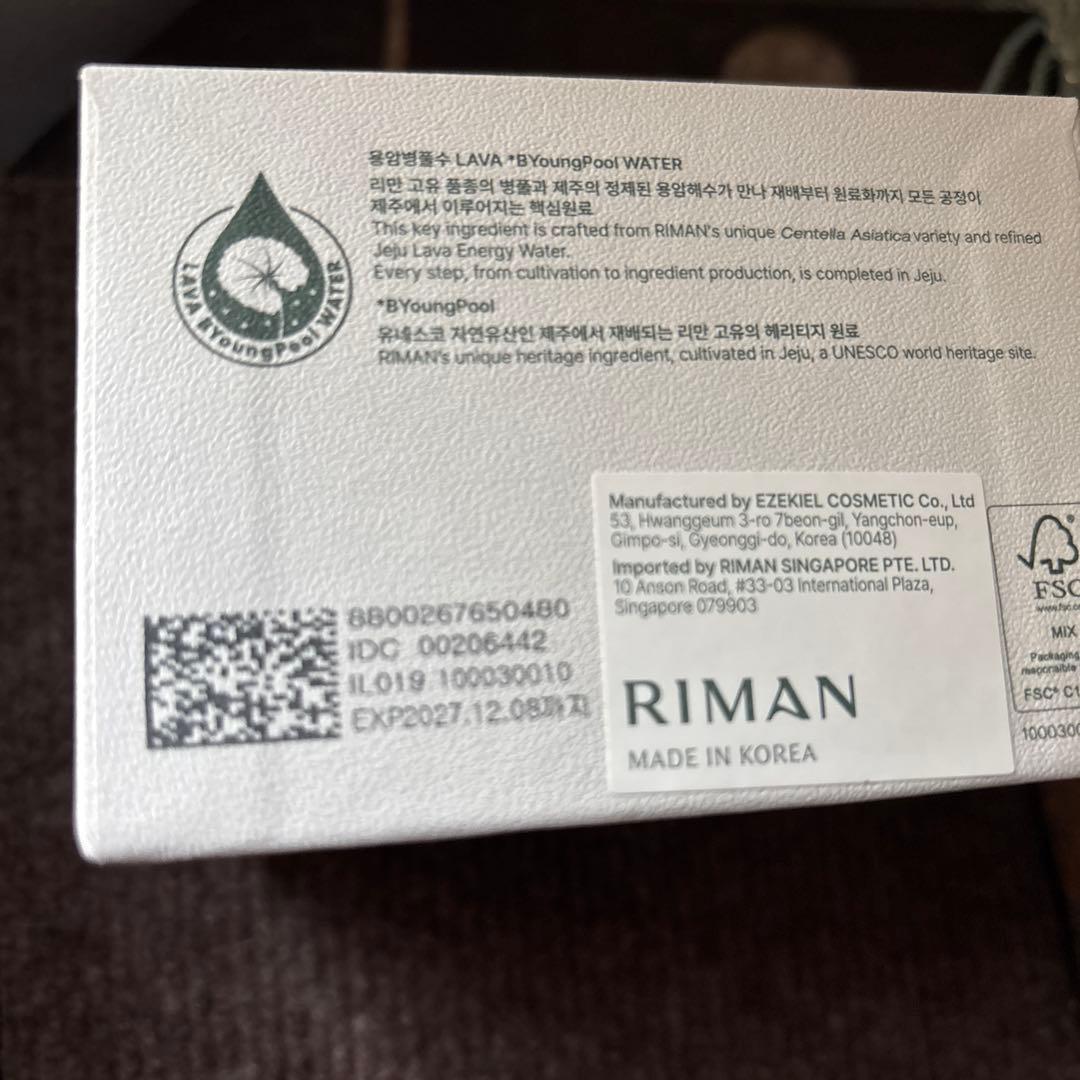 용암병풀수 LAVA *BYoungPool WATER
리만 고유 품종의 병풀과 제주의 정제된 용암해수가 만나 재배부터 원료화까지 모든 공정이
제주에서 이루어지는 핵심원료
This key ingredient is crafted from RIMAN's unique Centella Asiatica variety and refined
Jeju Lava Energy Water.
Every step, from cultivation to ingredient production, is completed in Jeju.
*BYoungPool
유네스코 자연유산인 제주에서 재배되는 리만 고유의 헤리티지 원료
RIMAN's unique heritage ingredient, cultivated in Jeju, a UNESCO world heritage site.
LAVA BYoungPool WATER
8800267650480
IDC 00206442
IL019 100030010
EXP2027.12.08까지
Manufactured by EZEKIEL COSMETIC Co., Ltd
53, Hwanggeum 3-ro 7beon-gil, Yangchon-eup,
Gimpo-si, Gyeonggi-do, Korea (10048)
Imported by RIMAN SINGAPORE PTE. LTD.
10 Anson Road, #33-03 International Plaza,
Singapore 079903
RIMAN
MADE IN KOREA
FSC
MIX
Packaging
responsible
FSC® C1